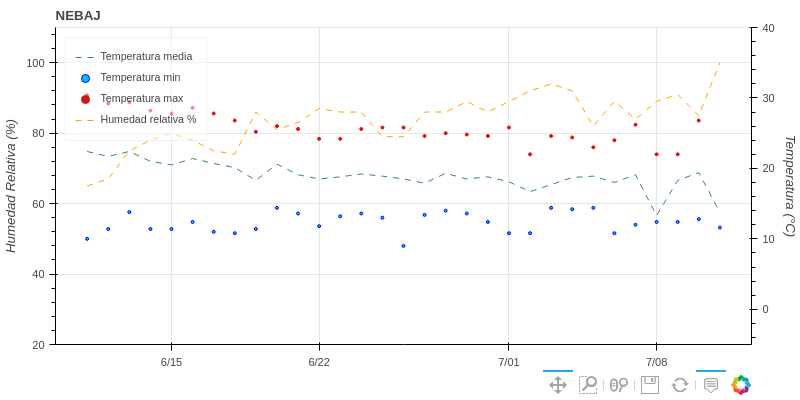 NEBAJ
Temperatura media
Temperatura min
Temperatura max
Humedad relativa %
Humedad Relativa (%)
100
80
60
40
20
40
30
20
10
0
Temperatura (°C)
6/15
6/22
7/01
7/08